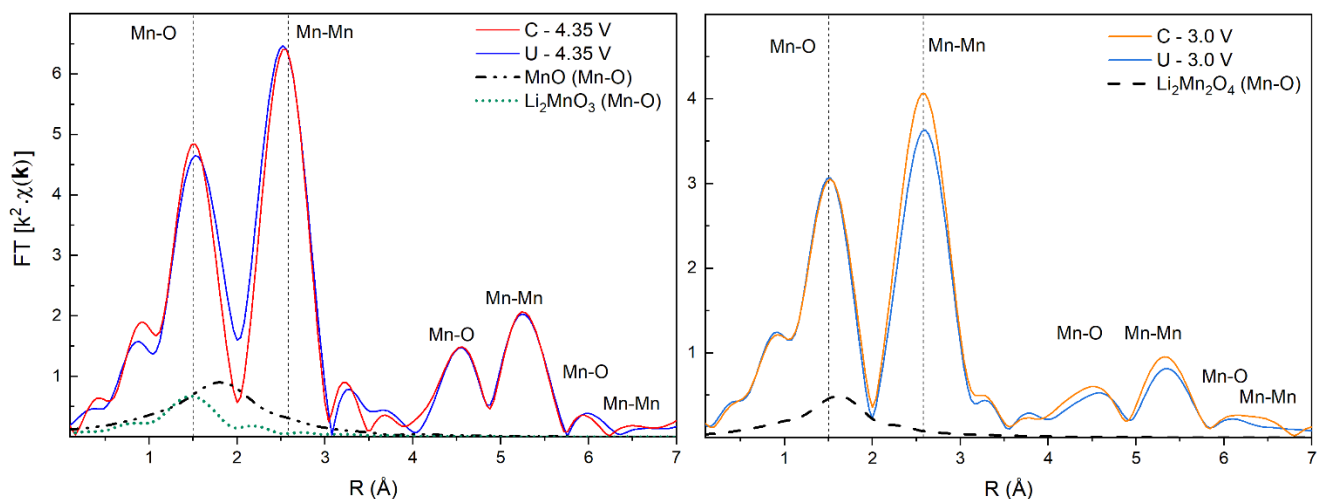 Mn-O
Mn-Mn
C - 4.35 V
U - 4.35 V
MnO (Mn-O)
Li₂MnO₃ (Mn-O)
Mn-O
Mn-Mn
Mn-O
Mn-Mn
FT [k².χ(k)]
6
5
4
3
2
1
1 2 3 4 5 6 7
R (Å)
Mn-O
Mn-Mn
C - 3.0 V
U - 3.0 V
Li₂Mn₂O₄ (Mn-O)
Mn-O
Mn-Mn
Mn-O
Mn-Mn
4
3
2
1
1 2 3 4 5 6 7
R (Å)